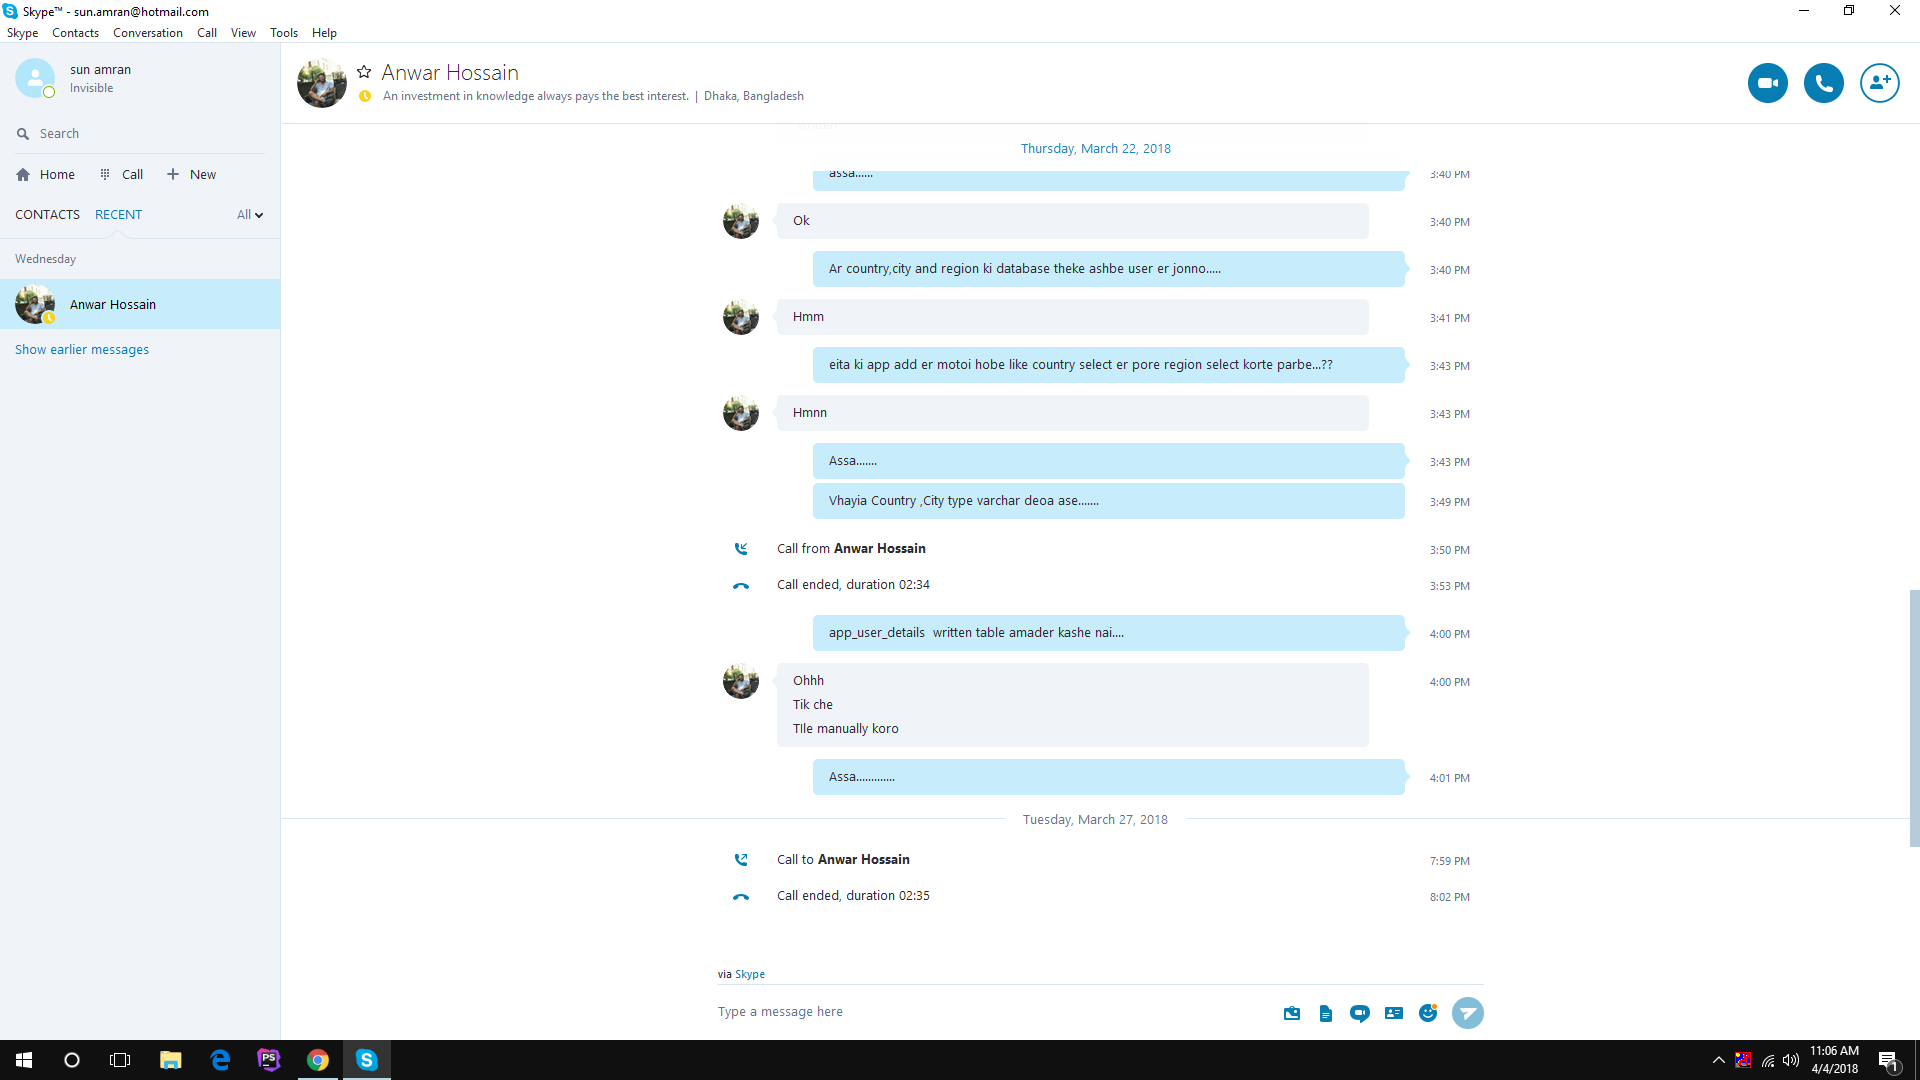 Skype™ - sun.amran@hotmail.com
Skype Contacts Conversation Call View Tools Help
sun amran
Invisible
Search
Home Call New
CONTACTS RECENT All
Wednesday
Anwar Hossain
Show earlier messages
Anwar Hossain
An investment in knowledge always pays the best interest. | Dhaka, Bangladesh
Thursday, March 22, 2018
assa...... 3:40 PM
Ok 3:40 PM
Ar country,city and region ki database theke ashbe user er jonno..... 3:40 PM
Hmm 3:41 PM
eita ki app add er motoi hobe like country select er pore region select korte parbe...?? 3:43 PM
Hmnn 3:43 PM
Assa....... 3:43 PM
Vhayia Country ,City type varchar deoa ase....... 3:49 PM
Call from Anwar Hossain 3:50 PM
Call ended, duration 02:34 3:53 PM
app_user_details  written table amader kashe nai.... 4:00 PM
Ohhh 4:00 PM
Tik che
TIle manually koro
Assa............. 4:01 PM
Tuesday, March 27, 2018
Call to Anwar Hossain 7:59 PM
Call ended, duration 02:35 8:02 PM
via Skype
Type a message here
11:06 AM
4/4/2018
1